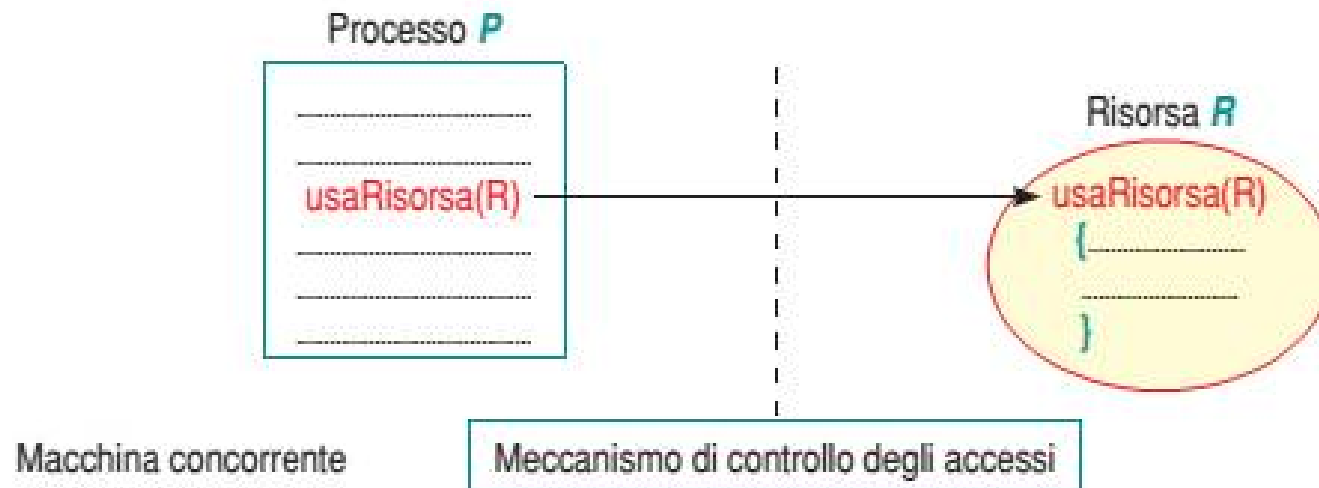 Processo P
usaRisorsa(R)
Risorsa R
usaRisorsa(R)
{
}
Macchina concorrente
Meccanismo di controllo degli accessi